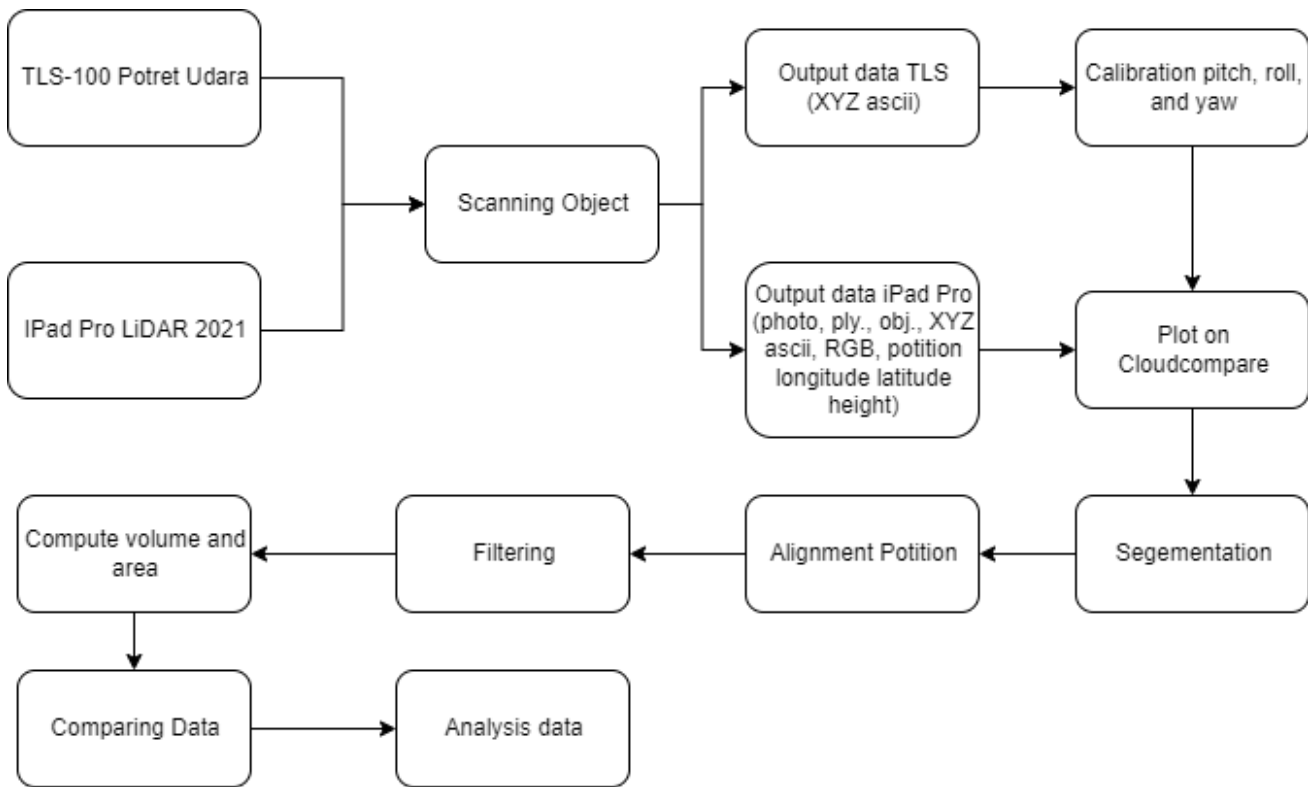 TLS-100 Potret Udara
Output data TLS
(XYZ ascii)
Calibration pitch, roll,
and yaw
Scanning Object
IPad Pro LiDAR 2021
Output data iPad Pro
(photo, ply., obj., XYZ
ascii, RGB, potition
longitude latitude
height)
Plot on
Cloudcompare
Segementation
Alignment Potition
Filtering
Compute volume and
area
Comparing Data
Analysis data